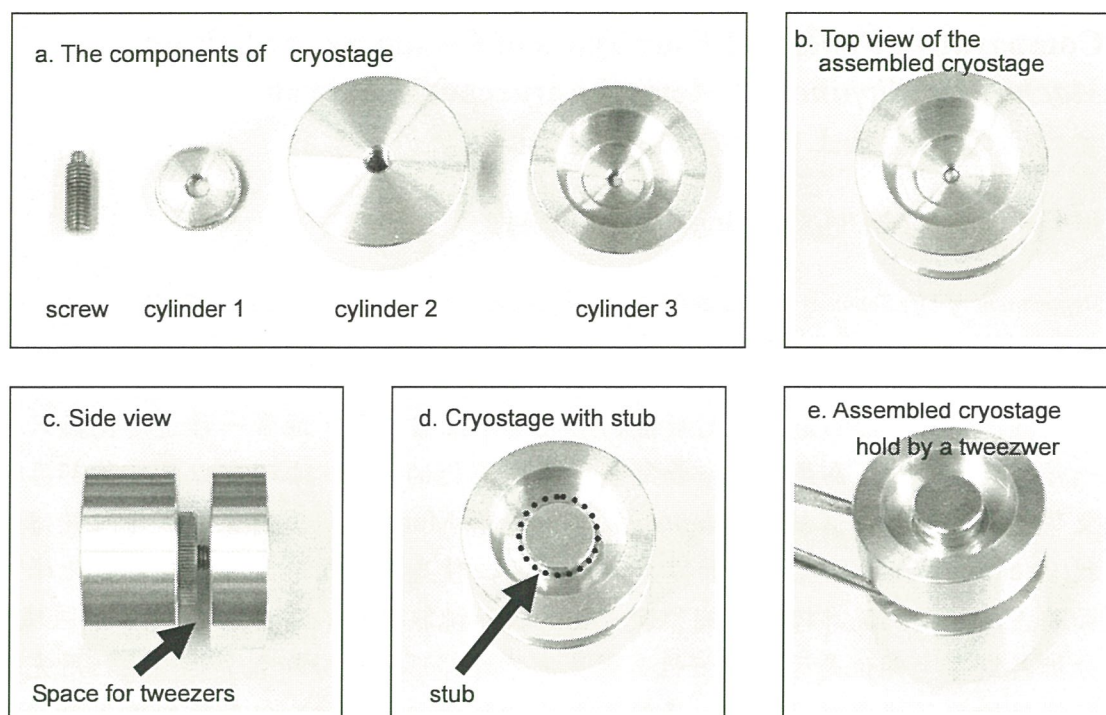 a. The components of cryostage
screw
cylinder 1
cylinder 2
cylinder 3
b. Top view of the
assembled cryostage
c. Side view
Space for tweezers
d. Cryostage with stub
stub
e. Assembled cryostage
hold by a tweezwer